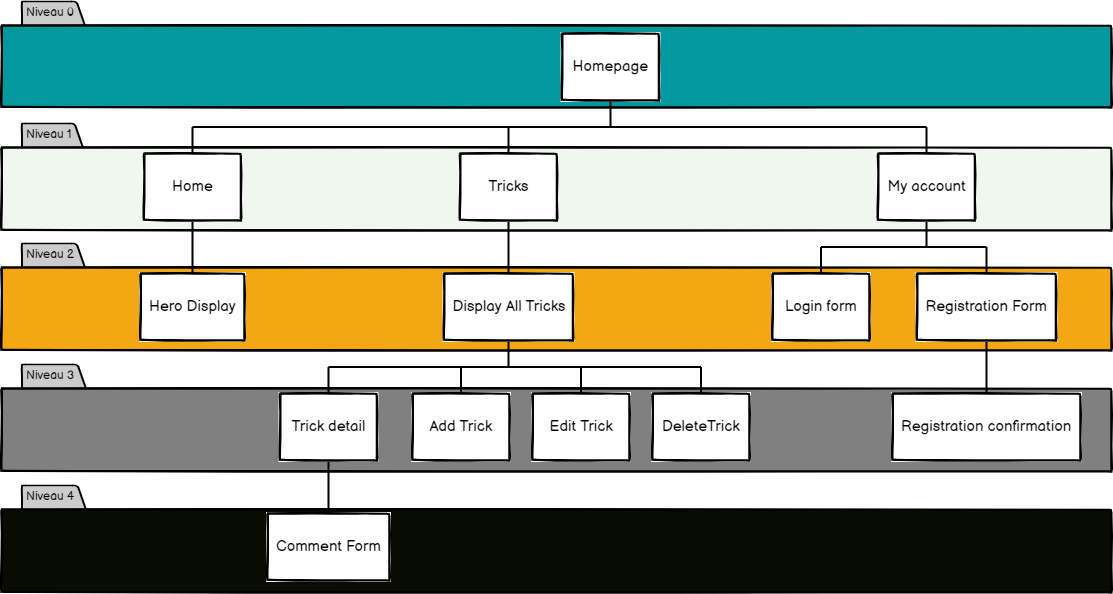 Niveau 0
Homepage
Niveau 1
Home
Tricks
My account
Niveau 2
Hero Display
Display All Tricks
Login form
Registration Form
Niveau 3
Trick detail
Add Trick
Edit Trick
DeleteTrick
Registration confirmation
Niveau 4
Comment Form